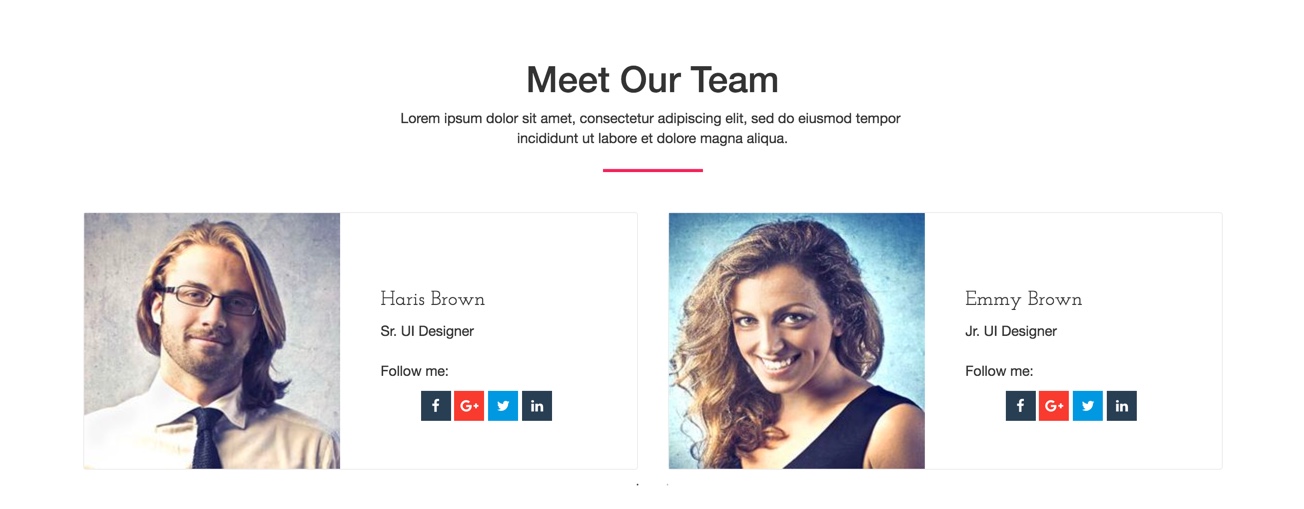 Meet Our Team
Lorem ipsum dolor sit amet, consectetur adipiscing elit, sed do eiusmod tempor
incididunt ut labore et dolore magna aliqua.
Haris Brown
Sr. UI Designer
Follow me:
f G+ in
Emmy Brown
Jr. UI Designer
Follow me:
f G+ in